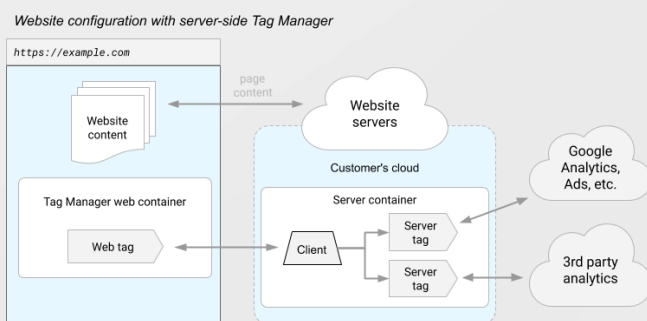 Website configuration with server-side Tag Manager
https://example.com
page
content
Website
content
Website
servers
Customer's cloud
Google
Analytics,
Ads, etc.
Tag Manager web container
Server container
Web tag
Client
Server
tag
Server
tag
3rd party
analytics